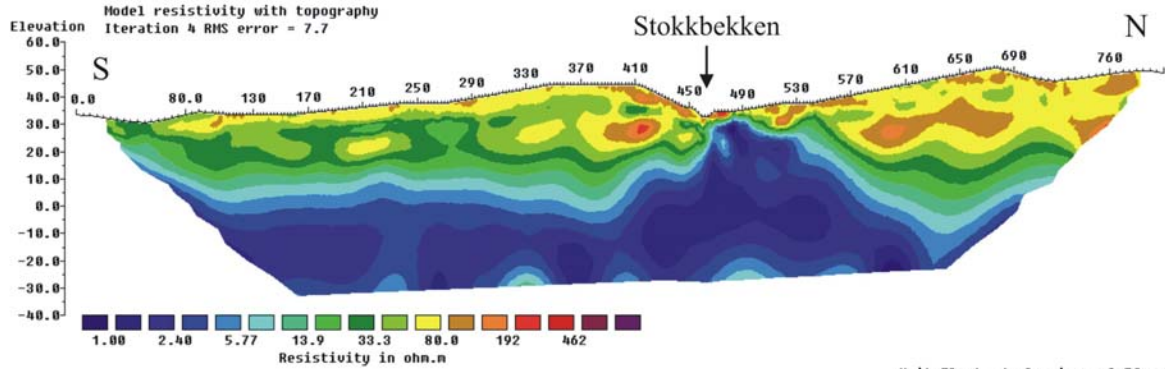 Model resistivity with topography
Elevation Iteration 4 RMS error = 7.7
Stokkbekken
S N
60.0
50.0
40.0
30.0
20.0
10.0
0.0
-10.0
-20.0
-30.0
-40.0
0.0 80.0 130 170 210 250 290 330 370 410 450 490 530 570 610 650 690 760
1.00 2.40 5.77 13.9 33.3 80.0 192 462
Resistivity in ohm.m